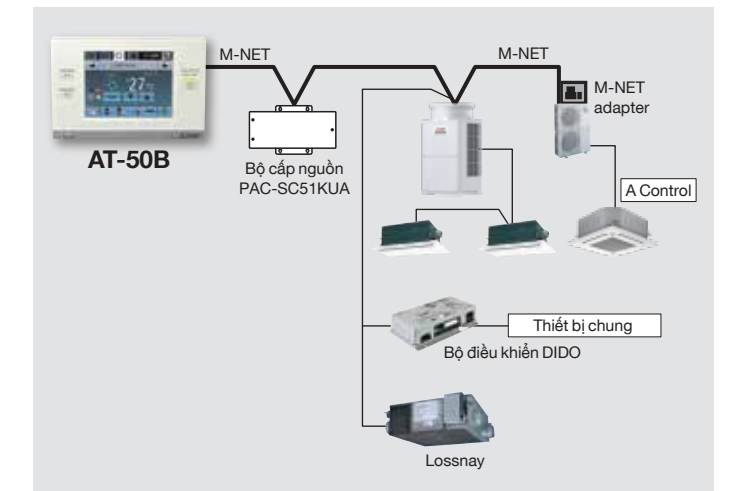 M-NET
M-NET
27
M-NET
adapter
AT-50B
Bộ cấp nguồn
PAC-SC51KUA
A Control
Thiết bị chung
Bộ điều khiển DIDO
Lossnay